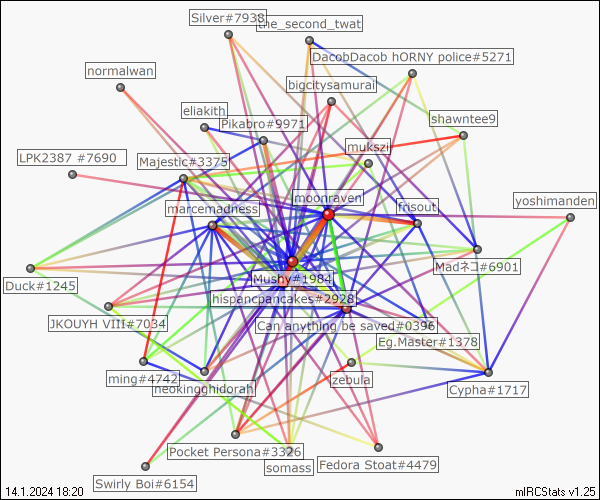 Silver#7938
the_second_twat
DacobDacob hORNY police#5271
normalwan
bigcitysamurai
eliakith
Pikabro#9971
shawntee9
mukszi
LPK2387 #7690
Majestic#3375
moonraven
yoshimanden
marcemadness
frisout
Madネコ#6901
Mushy#1984
Duck#1245
hispancpancakes#2928
JKOUYH VIII#7034
Can anything be saved#0396
Eg.Master#1378
ming#4742
neokingghidorah
zebula
Cypha#1717
Pocket Persona#3326
somass
Fedora Stoat#4479
Swirly Boi#6154
14.1.2024 18:20
mIRCStats v1.25